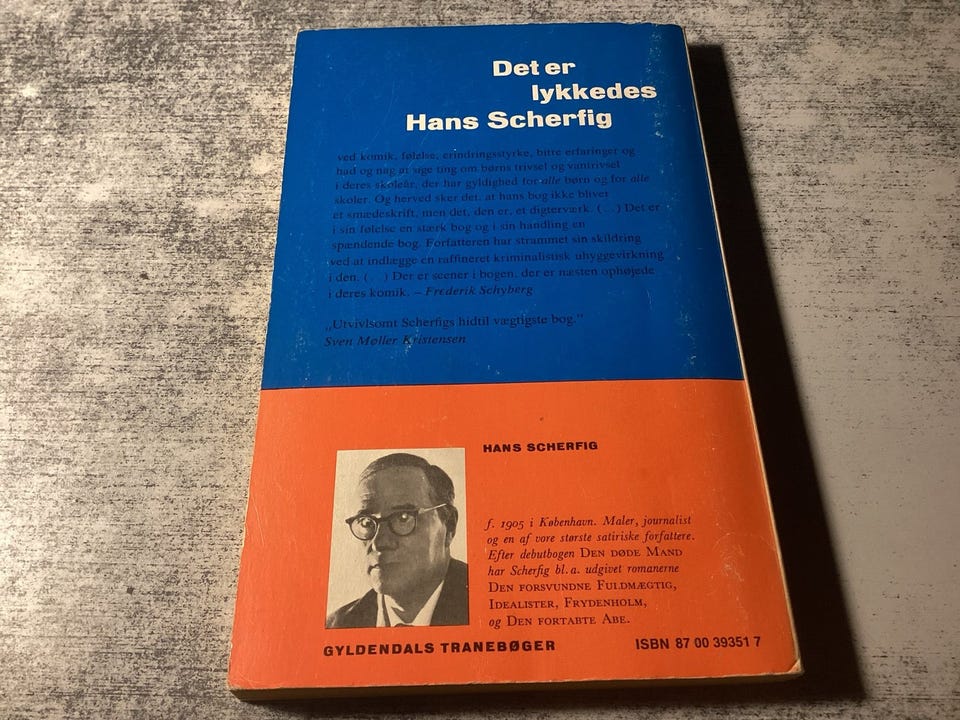 Det er
lykkedes
Hans Scherfig
ved komik, følelse, erindringsstyrke, bitre erfaringer og
had og nag at sige ting om børns trivsel og vantrivsel
i deres skoleår, der har gyldighed for alle børn og for alle
skoler. Og herved sker det, at hans bog ikke bliver
et smædeskrift, men det, den er, et digterværk. (...) Det er
i sin følelse en stærk bog og i sin handling en
spændende bog. Forfatteren har strammet sin skildring
ved at indlægge en raffineret kriminalistisk uhyggevirkning
i den. (...) Der er scener i bogen, der er næsten ophøjede
i deres komik. – Frederik Schyberg
„Utvivlsomt Scherfigs hidtil vægtigste bog.“
Sven Møller Kristensen
HANS SCHERFIG
f. 1905 i København. Maler, journalist
og en af vore største satiriske forfattere.
Efter debutbogen DEN DØDE MAND
har Scherfig bl. a. udgivet romanerne
DEN FORSVUNDNE FULDMÆGTIG,
IDEALISTER, FRYDENHOLM,
og DEN FORTABTE ABE.
GYLDENDALS TRANEBØGER
ISBN 87 00 39351 7